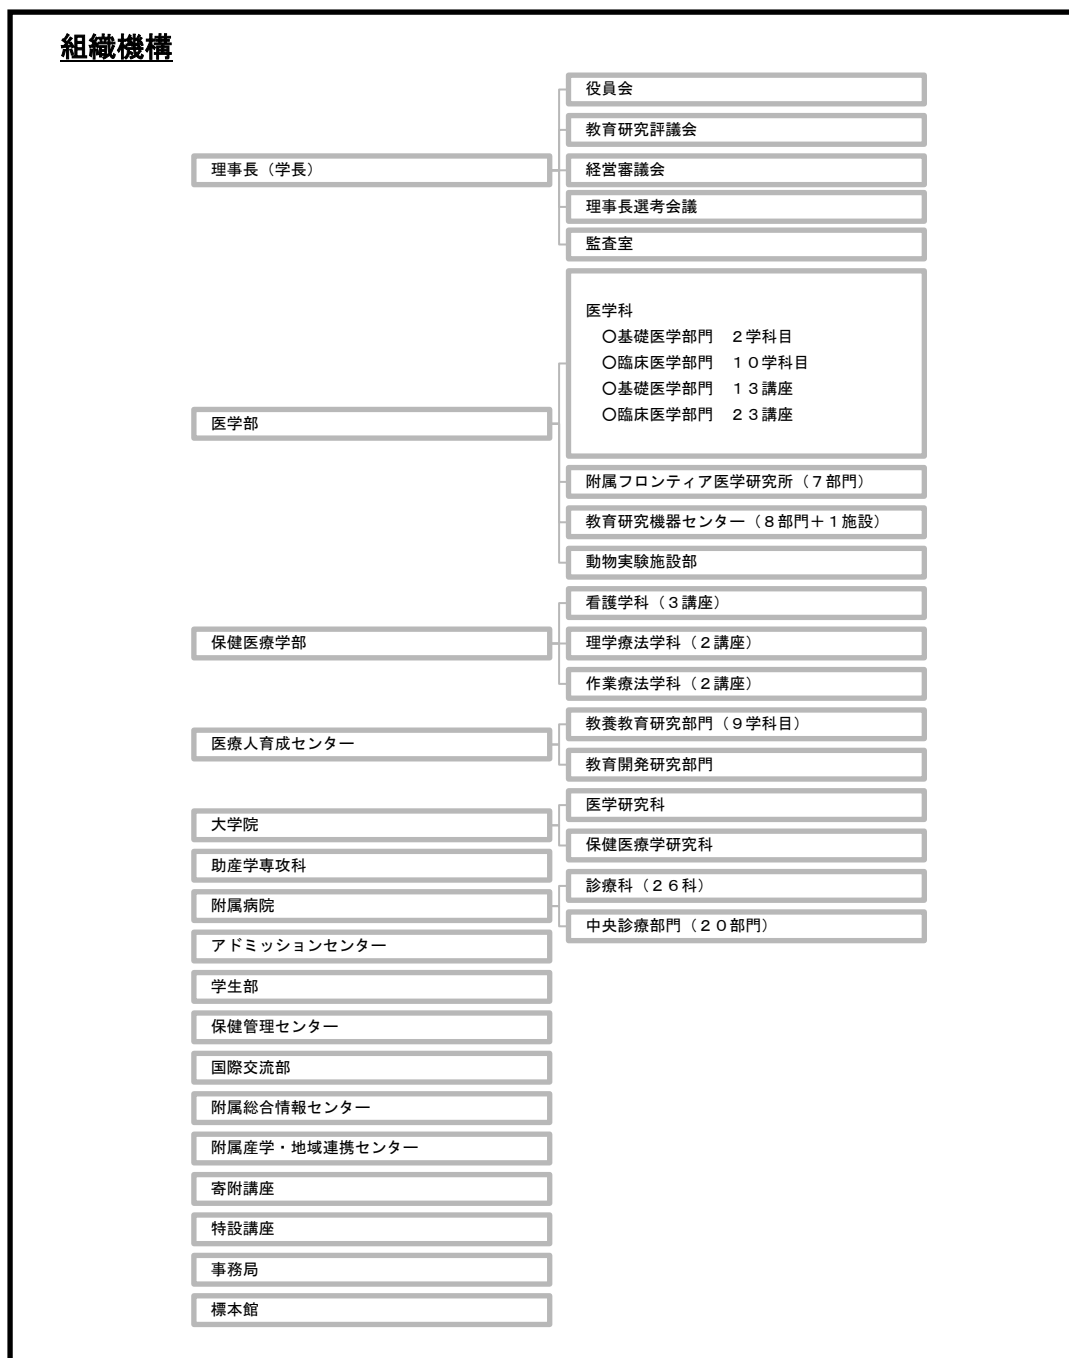 組織機構
理事長（学長）
役員会
教育研究評議会
経営審議会
理事長選考会議
監査室
医学部
医学科
〇基礎医学部門　２学科目
〇臨床医学部門　１０学科目
〇基礎医学部門　１３講座
〇臨床医学部門　２３講座
附属フロンティア医学研究所（７部門）
教育研究機器センター（８部門＋１施設）
動物実験施設部
保健医療学部
看護学科（３講座）
理学療法学科（２講座）
作業療法学科（２講座）
医療人育成センター
教養教育研究部門（９学科目）
教育開発研究部門
大学院
医学研究科
保健医療学研究科
助産学専攻科
附属病院
診療科（２６科）
中央診療部門（２０部門）
アドミッションセンター
学生部
保健管理センター
国際交流部
附属総合情報センター
附属産学・地域連携センター
寄附講座
特設講座
事務局
標本館